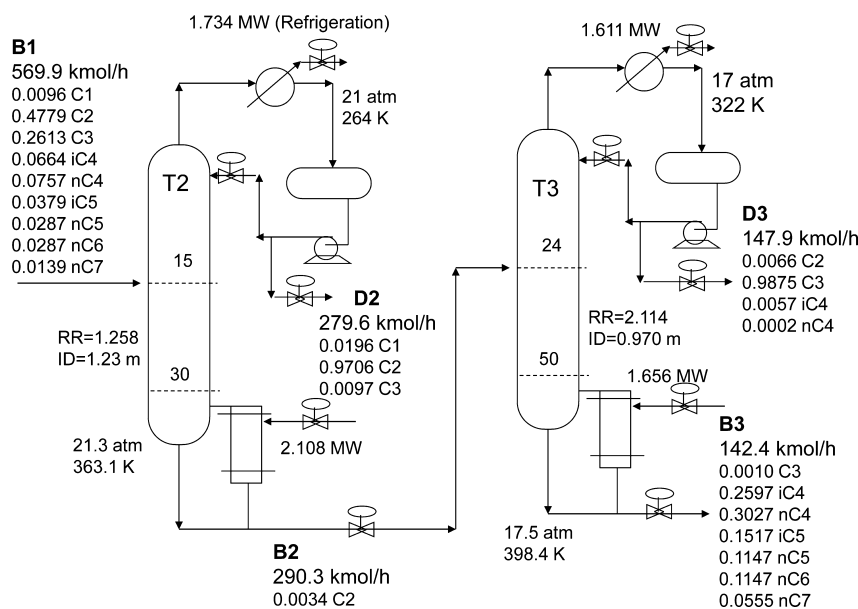 1.734 MW (Refrigeration)
B1
569.9 kmol/h
0.0096 C1
0.4779 C2
0.2613 C3
0.0664 iC4
0.0757 nC4
0.0379 iC5
0.0287 nC5
0.0287 nC6
0.0139 nC7
21 atm
264 K
T2
15
30
RR=1.258
ID=1.23 m
D2
279.6 kmol/h
0.0196 C1
0.9706 C2
0.0097 C3
21.3 atm
363.1 K
2.108 MW
B2
290.3 kmol/h
0.0034 C2
1.611 MW
17 atm
322 K
T3
24
50
RR=2.114
ID=0.970 m
D3
147.9 kmol/h
0.0066 C2
0.9875 C3
0.0057 iC4
0.0002 nC4
1.656 MW
17.5 atm
398.4 K
B3
142.4 kmol/h
0.0010 C3
0.2597 iC4
0.3027 nC4
0.1517 iC5
0.1147 nC5
0.1147 nC6
0.0555 nC7